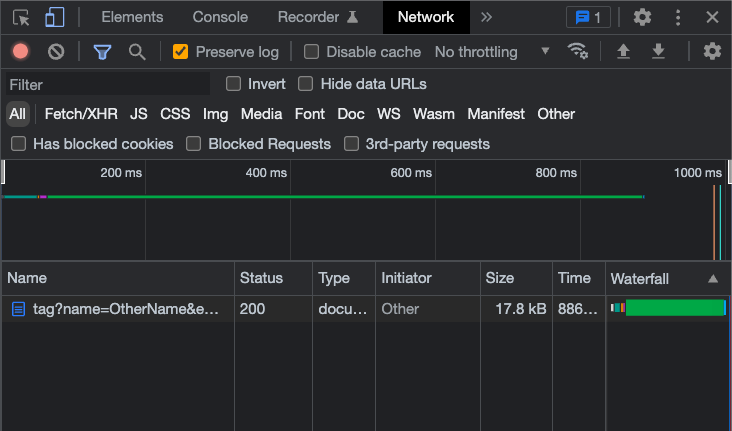 Elements Console Recorder Network » 1
Preserve log Disable cache No throttling
Filter Invert Hide data URLs
All Fetch/XHR JS CSS Img Media Font Doc WS Wasm Manifest Other
Has blocked cookies Blocked Requests 3rd-party requests
200 ms 400 ms 600 ms 800 ms 1000 ms
Name Status Type Initiator Size Time Waterfall
tag?name=OtherName&e... 200 docu... Other 17.8 kB 886...